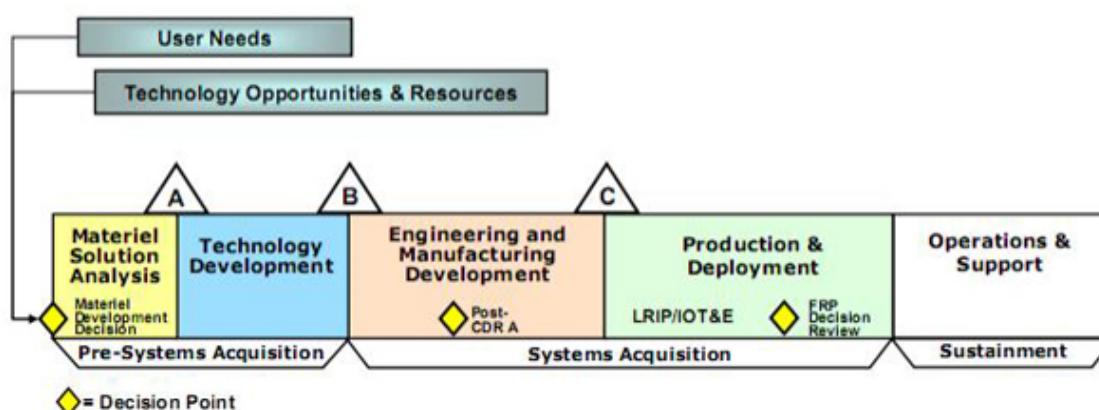 User Needs
Technology Opportunities & Resources
A
B
C
Materiel
Solution
Analysis
Materiel
Development
Decision
Technology
Development
Engineering and
Manufacturing
Development
Post-
CDR A
Production &
Deployment
LRIP/IOT&E
FRP
Decision
Review
Operations &
Support
Pre-Systems Acquisition
Systems Acquisition
Sustainment
= Decision Point